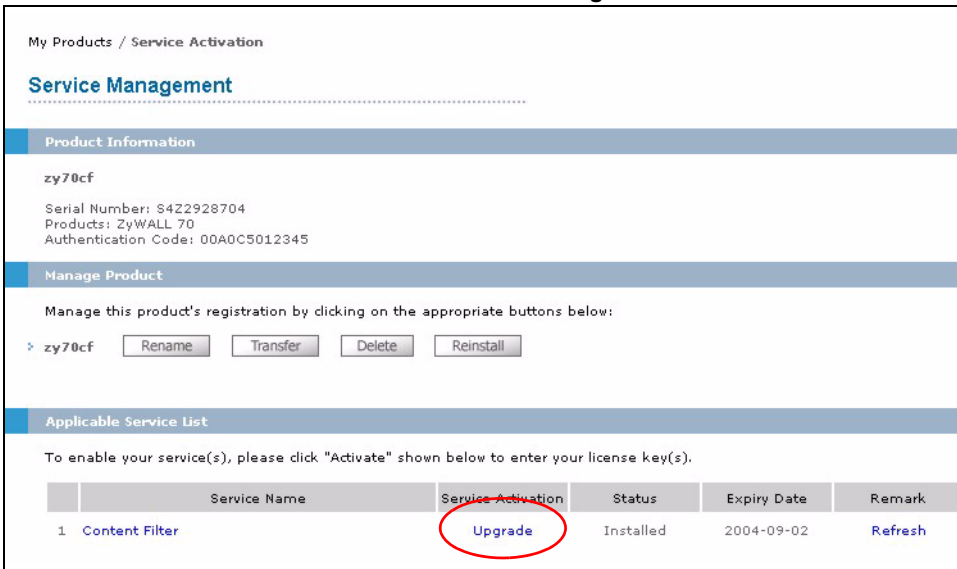 My Products / Service Activation
Service Management
Product Information
zy70cf
Serial Number: S4Z2928704
Products: ZyWALL 70
Authentication Code: 00A0C5012345
Manage Product
Manage this product's registration by clicking on the appropriate buttons below:
zy70cf Rename Transfer Delete Reinstall
Applicable Service List
To enable your service(s), please click "Activate" shown below to enter your license key(s).
Service Name Service Activation Status Expiry Date Remark
1 Content Filter Upgrade Installed 2004-09-02 Refresh